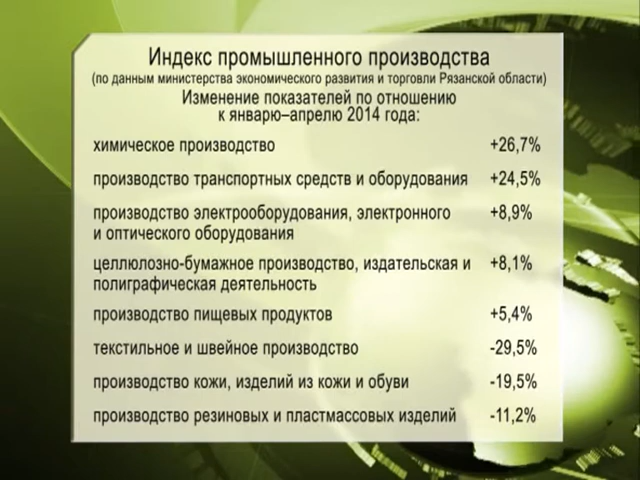 Индекс промышленного производства
(по данным министерства экономического развития и торговли Рязанской области)
Изменение показателей по отношению
к январю–апрелю 2014 года:
химическое производство +26,7%
производство транспортных средств и оборудования +24,5%
производство электрооборудования, электронного +8,9%
и оптического оборудования
целлюлозно-бумажное производство, издательская и +8,1%
полиграфическая деятельность
производство пищевых продуктов +5,4%
текстильное и швейное производство -29,5%
производство кожи, изделий из кожи и обуви -19,5%
производство резиновых и пластмассовых изделий -11,2%